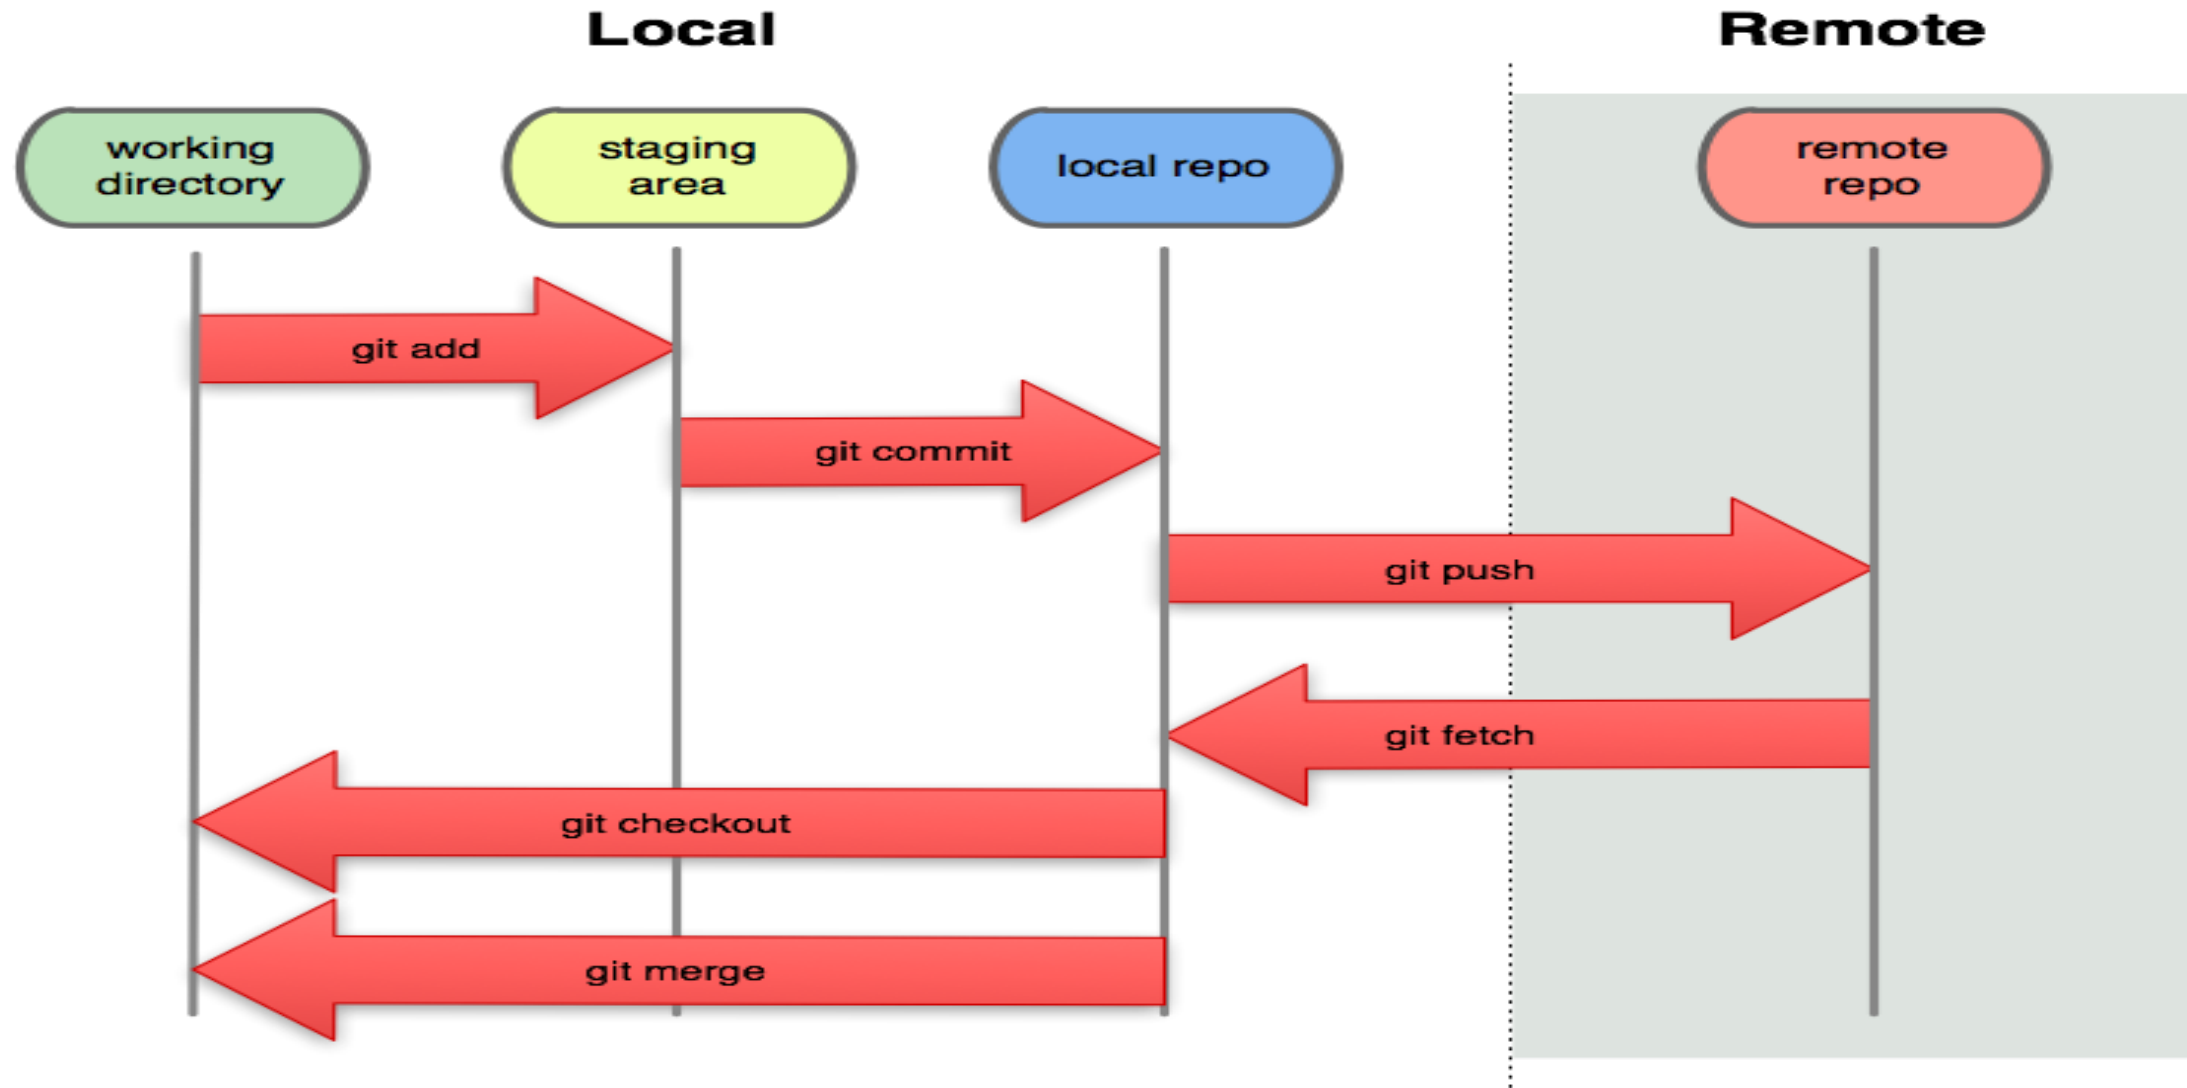 Local
Remote
working
directory
staging
area
local repo
remote
repo
git add
git commit
git push
git fetch
git checkout
git merge